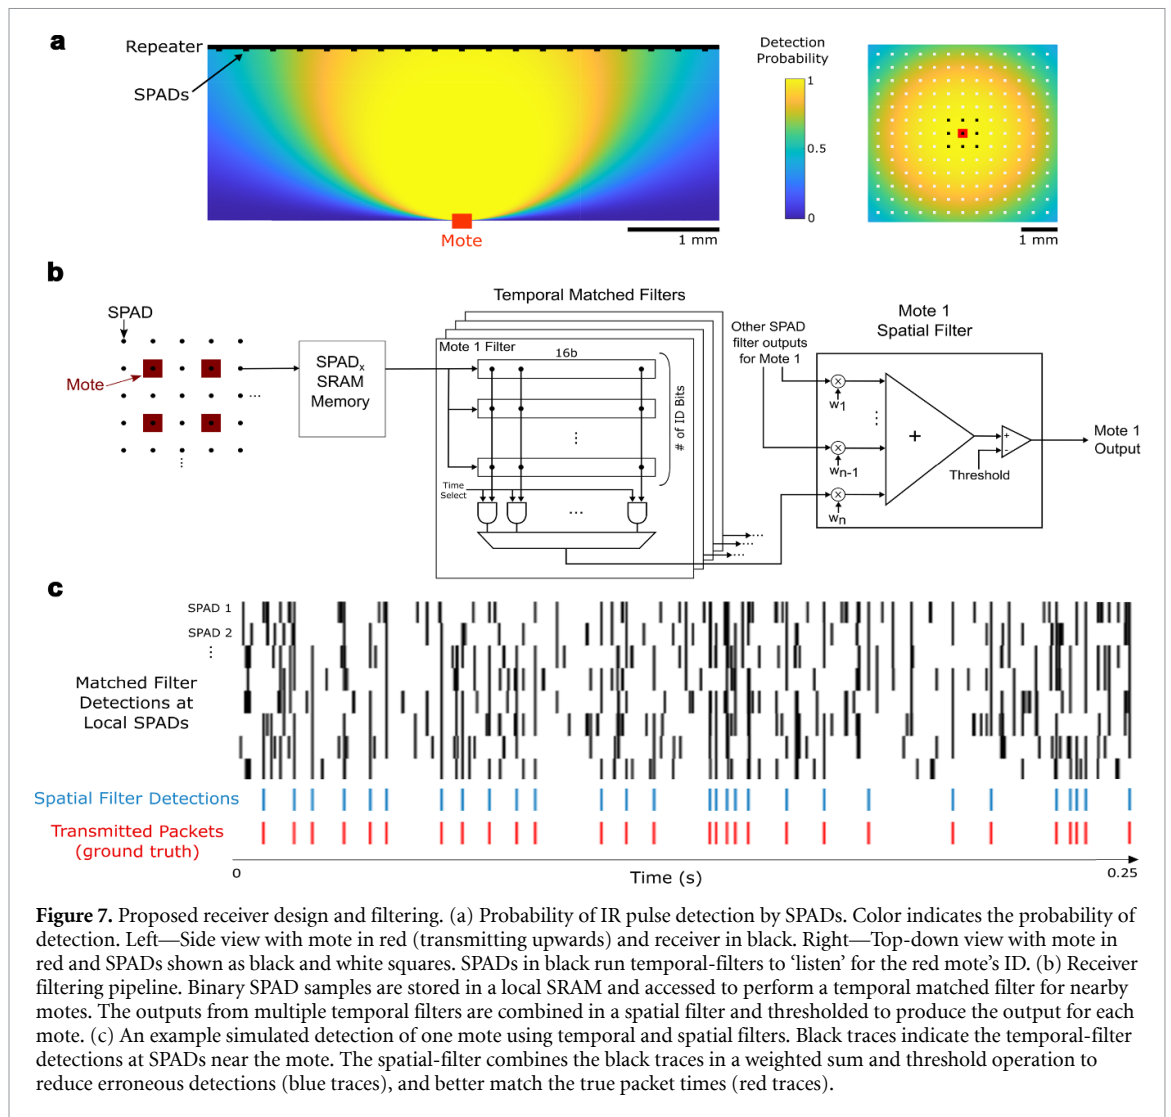 a
Repeater
SPADs
Mote
1 mm
Detection
Probability
1
0.5
0
1 mm
b
SPAD
Mote
...
...
SPADx
SRAM
Memory
Temporal Matched Filters
Mote 1 Filter
16b
...
# of ID Bits
Time
Select
...
...
...
...
Other SPAD
filter outputs
for Mote 1
Mote 1
Spatial Filter
×
w1
...
×
wn-1
×
wn
+
+
-
Threshold
Mote 1
Output
c
SPAD 1
SPAD 2
...
Matched Filter
Detections at
Local SPADs
Spatial Filter Detections
Transmitted Packets
(ground truth)
0
Time (s)
0.25
Figure 7. Proposed receiver design and filtering. (a) Probability of IR pulse detection by SPADs. Color indicates the probability of
detection. Left—Side view with mote in red (transmitting upwards) and receiver in black. Right—Top-down view with mote in
red and SPADs shown as black and white squares. SPADs in black run temporal-filters to ‘listen’ for the red mote’s ID. (b) Receiver
filtering pipeline. Binary SPAD samples are stored in a local SRAM and accessed to perform a temporal matched filter for nearby
motes. The outputs from multiple temporal filters are combined in a spatial filter and thresholded to produce the output for each
mote. (c) An example simulated detection of one mote using temporal and spatial filters. Black traces indicate the temporal-filter
detections at SPADs near the mote. The spatial-filter combines the black traces in a weighted sum and threshold operation to
reduce erroneous detections (blue traces), and better match the true packet times (red traces).